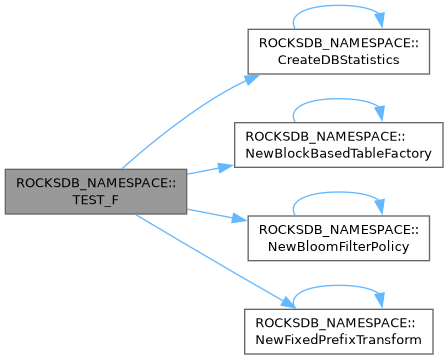 ROCKSDB_NAMESPACE::
CreateDBStatistics
ROCKSDB_NAMESPACE::
NewBlockBasedTableFactory
ROCKSDB_NAMESPACE::
TEST_F
ROCKSDB_NAMESPACE::
NewBloomFilterPolicy
ROCKSDB_NAMESPACE::
NewFixedPrefixTransform